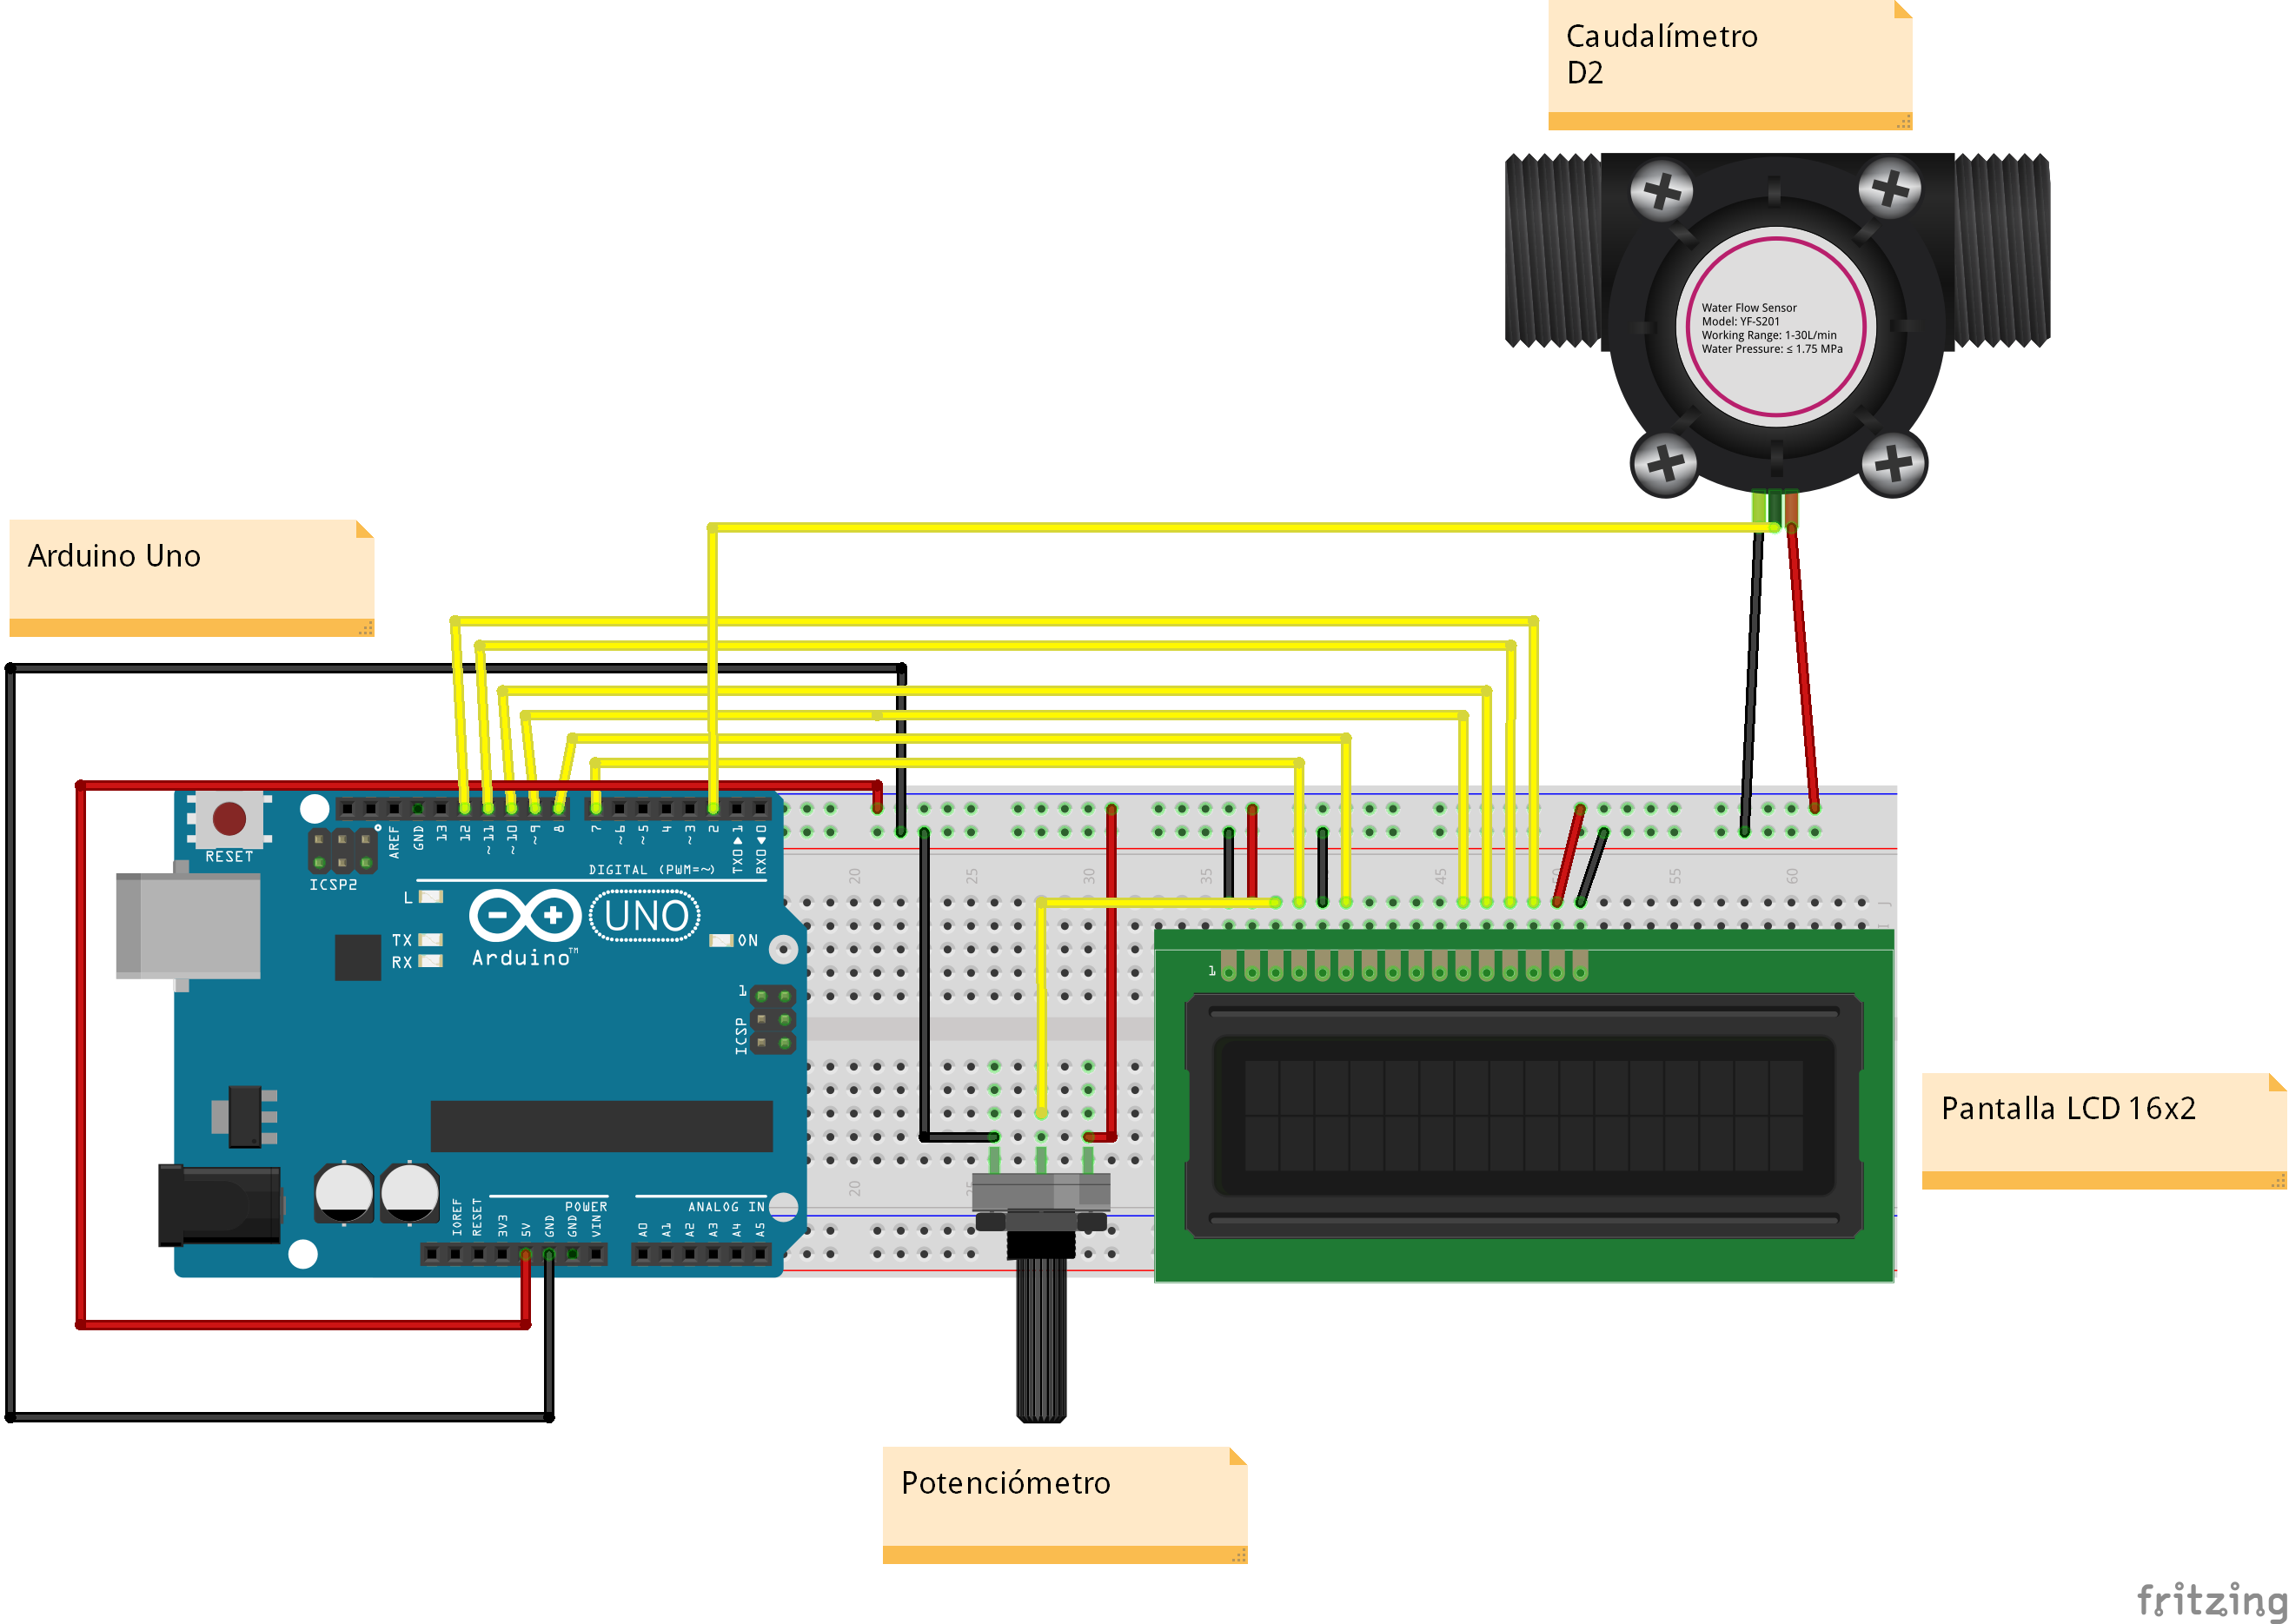 Caudalímetro
D2
Water Flow Sensor
Model: YF-S201
Working Range: 1-30L/min
Water Pressure: ≤ 1.75 MPa
Arduino Uno
RESET
ICSP2
AREF
GND
13
12
~11
~10
~9
8
7
~6
~5
4
~3
2
TX0▶1
RX0◀0
DIGITAL (PWM=~)
L
TX
RX
UNO
Arduino™
ON
1
ICSP
IOREF
RESET
3V3
5V
GND
GND
VIN
POWER
A0
A1
A2
A3
A4
A5
ANALOG IN
20
25
30
35
45
55
60
J
I
20
1
Pantalla LCD 16x2
Potenciómetro
fritzing